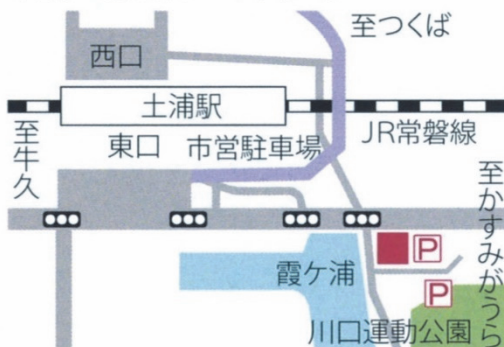 至つくば
西口
土浦駅
至牛久
東口
市営駐車場
JR常磐線
至かすみがうら
P
霞ケ浦
P
川口運動公園